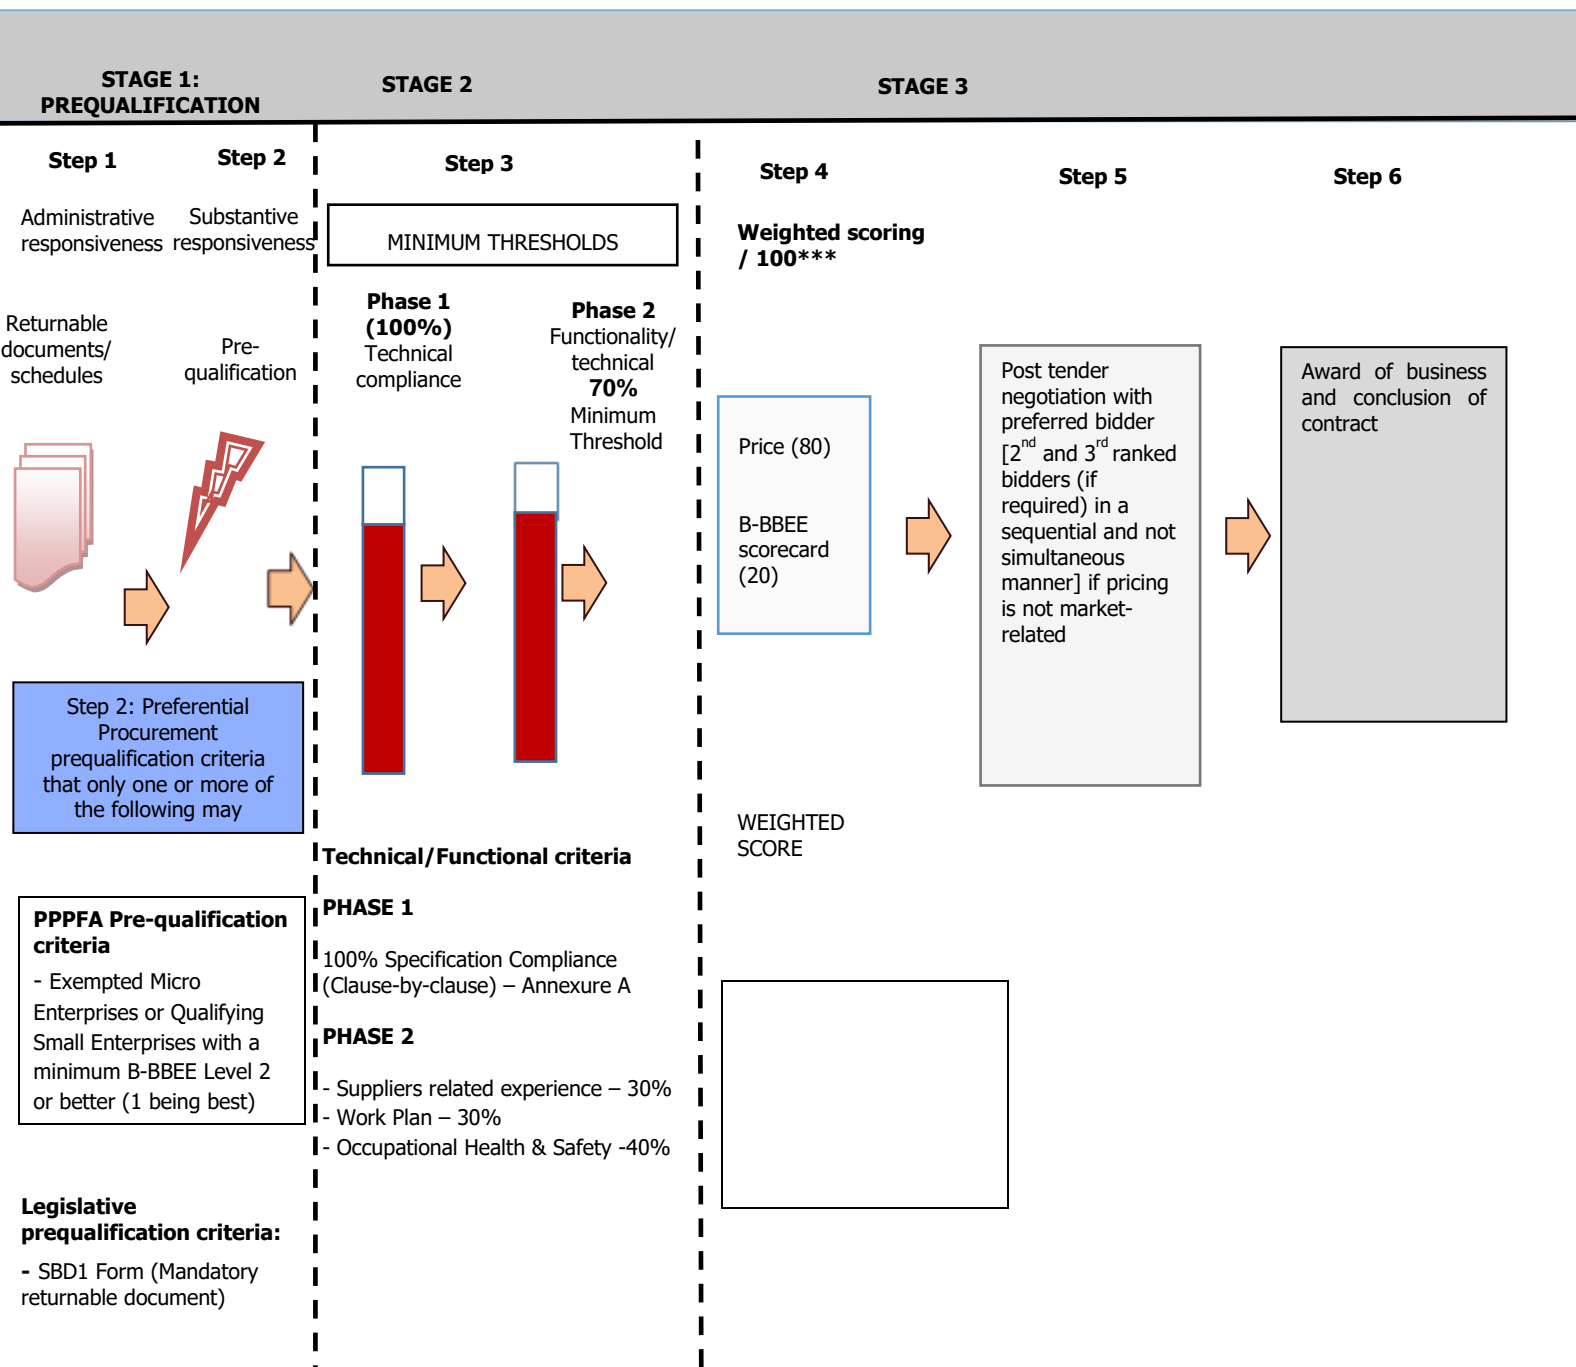 STAGE 1:
PREQUALIFICATION
STAGE 2
STAGE 3
Step 1
Administrative
responsiveness
Returnable
documents/
schedules
Step 2
Substantive
responsiveness
Pre-
qualification
Step 2: Preferential
Procurement
prequalification criteria
that only one or more of
the following may
PPPFA Pre-qualification
criteria
- Exempted Micro
Enterprises or Qualifying
Small Enterprises with a
minimum B-BBEE Level 2
or better (1 being best)
Legislative
prequalification criteria:
- SBD1 Form (Mandatory
returnable document)
Step 3
MINIMUM THRESHOLDS
Phase 1
(100%)
Technical
compliance
Phase 2
Functionality/
technical
70%
Minimum
Threshold
Technical/Functional criteria
PHASE 1
100% Specification Compliance
(Clause-by-clause) – Annexure A
PHASE 2
- Suppliers related experience – 30%
- Work Plan – 30%
- Occupational Health & Safety -40%
Step 4
Weighted scoring
/ 100***
Price (80)
B-BBEE
scorecard
(20)
WEIGHTED
SCORE
Step 5
Post tender
negotiation with
preferred bidder
[2nd and 3rd ranked
bidders (if
required) in a
sequential and not
simultaneous
manner] if pricing
is not market-
related
Step 6
Award of business
and conclusion of
contract